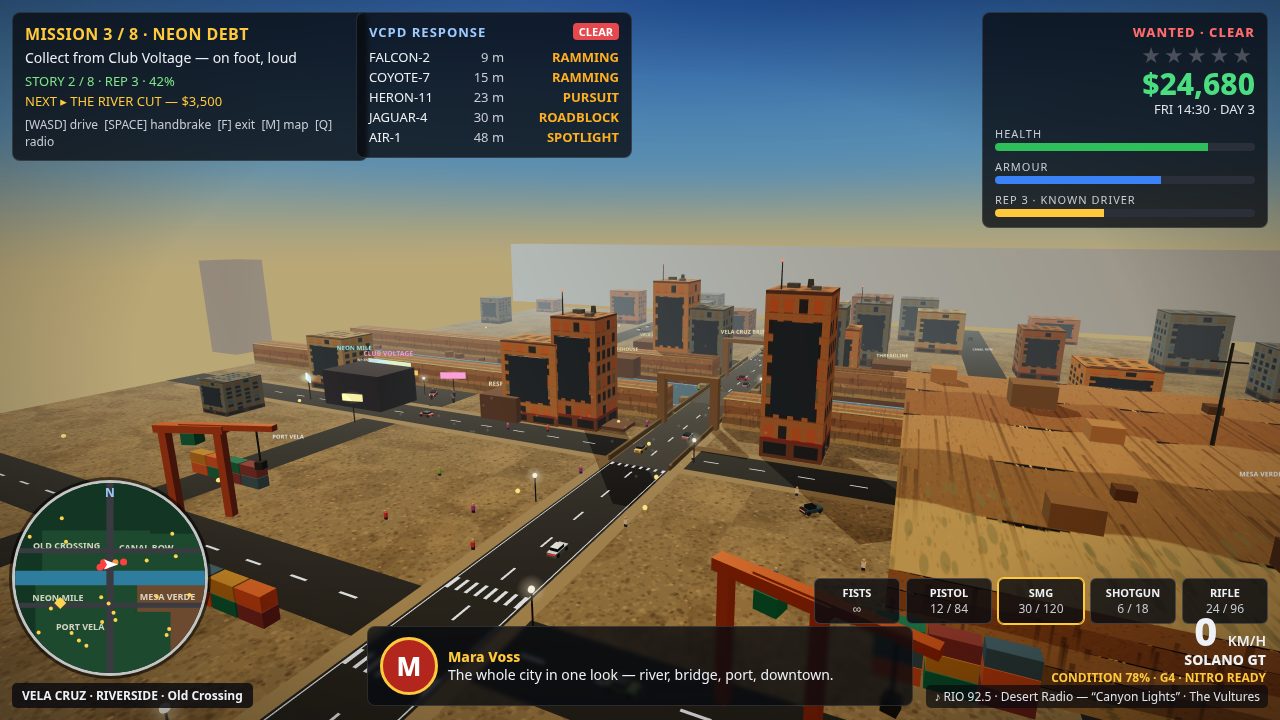 MISSION 3 / 8 · NEON DEBT
Collect from Club Voltage — on foot, loud
STORY 2 / 8 · REP 3 · 42%
NEXT ▸ THE RIVER CUT — $3,500
[WASD] drive [SPACE] handbrake [F] exit [M] map [Q] radio
VCPD RESPONSE CLEAR
FALCON-2 9 m RAMMING
COYOTE-7 15 m RAMMING
HERON-11 23 m PURSUIT
JAGUAR-4 30 m ROADBLOCK
AIR-1 48 m SPOTLIGHT
WANTED · CLEAR
★★★★★
$24,680
FRI 14:30 · DAY 3
HEALTH
ARMOUR
REP 3 · KNOWN DRIVER
NEON MILE
CLUB VOLTAGE
VELA CRUZ
THREADLINE
PORT VELA
MESA VERDE
N
OLD CROSSING
CANAL ROW
NEON MILE
MESA VERDE
PORT VELA
VELA CRUZ · RIVERSIDE · Old Crossing
M
Mara Voss
The whole city in one look — river, bridge, port, downtown.
FISTS
∞
PISTOL
12 / 84
SMG
30 / 120
SHOTGUN
6 / 18
RIFLE
24 / 96
0 KM/H
SOLANO GT
CONDITION 78% · G4 · NITRO READY
♪ RIO 92.5 · Desert Radio — “Canyon Lights” · The Vultures